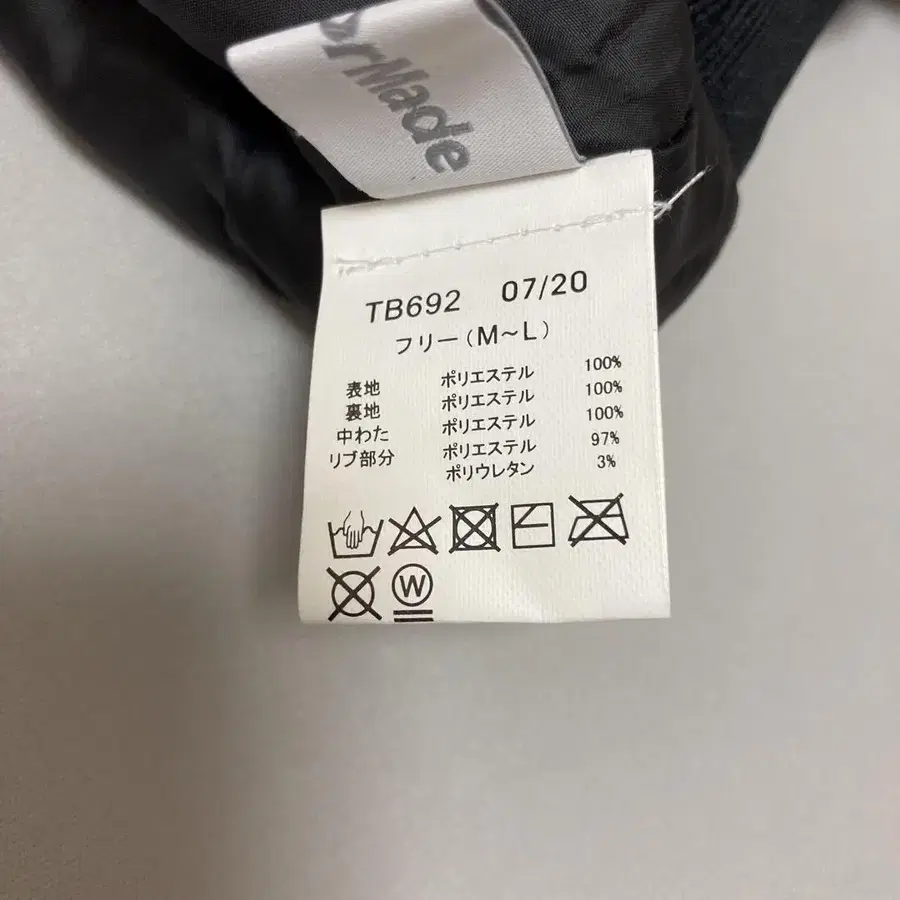 orMade
TB692 07/20
フリー(M～L)
表地 ポリエステル 100%
裏地 ポリエステル 100%
中わた ポリエステル 100%
リブ部分 ポリエステル 97%
ポリウレタン 3%
W